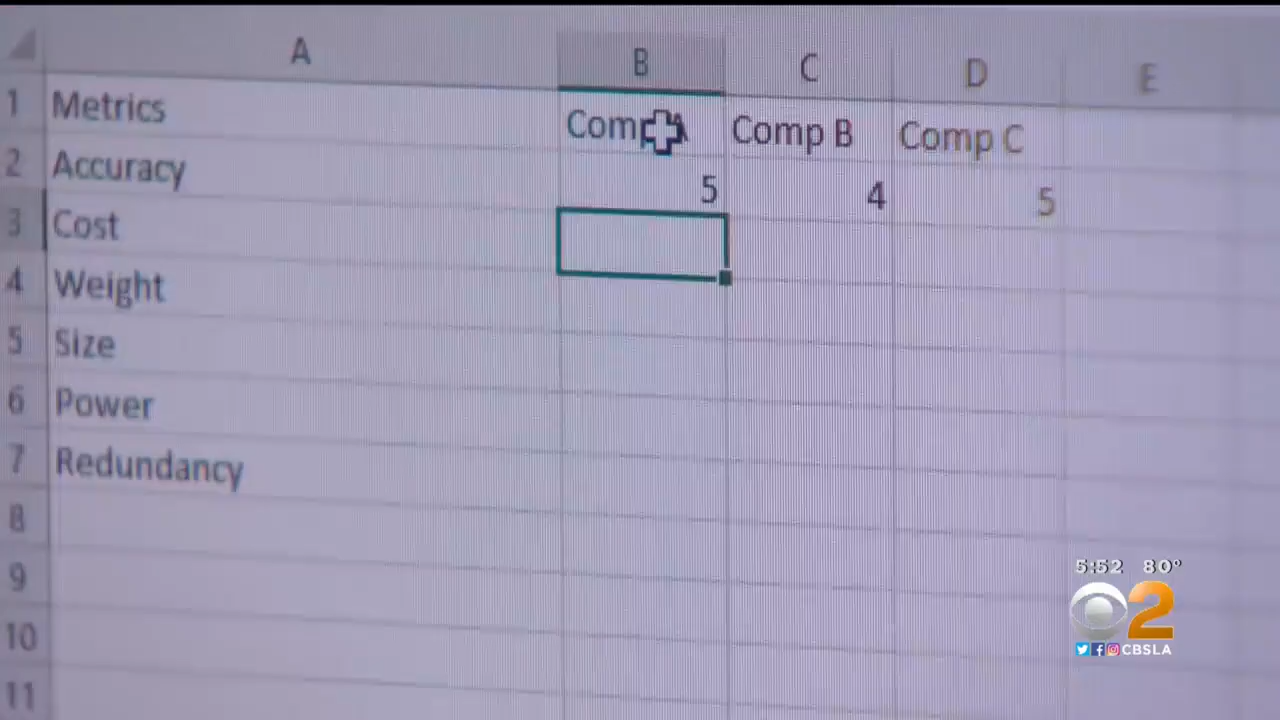 A B C D E
1 Metrics Comp A Comp B Comp C
2 Accuracy 5 4 5
3 Cost
4 Weight
5 Size
6 Power
7 Redundancy
8
9
10
11
5:52 80°
2
CBSLA